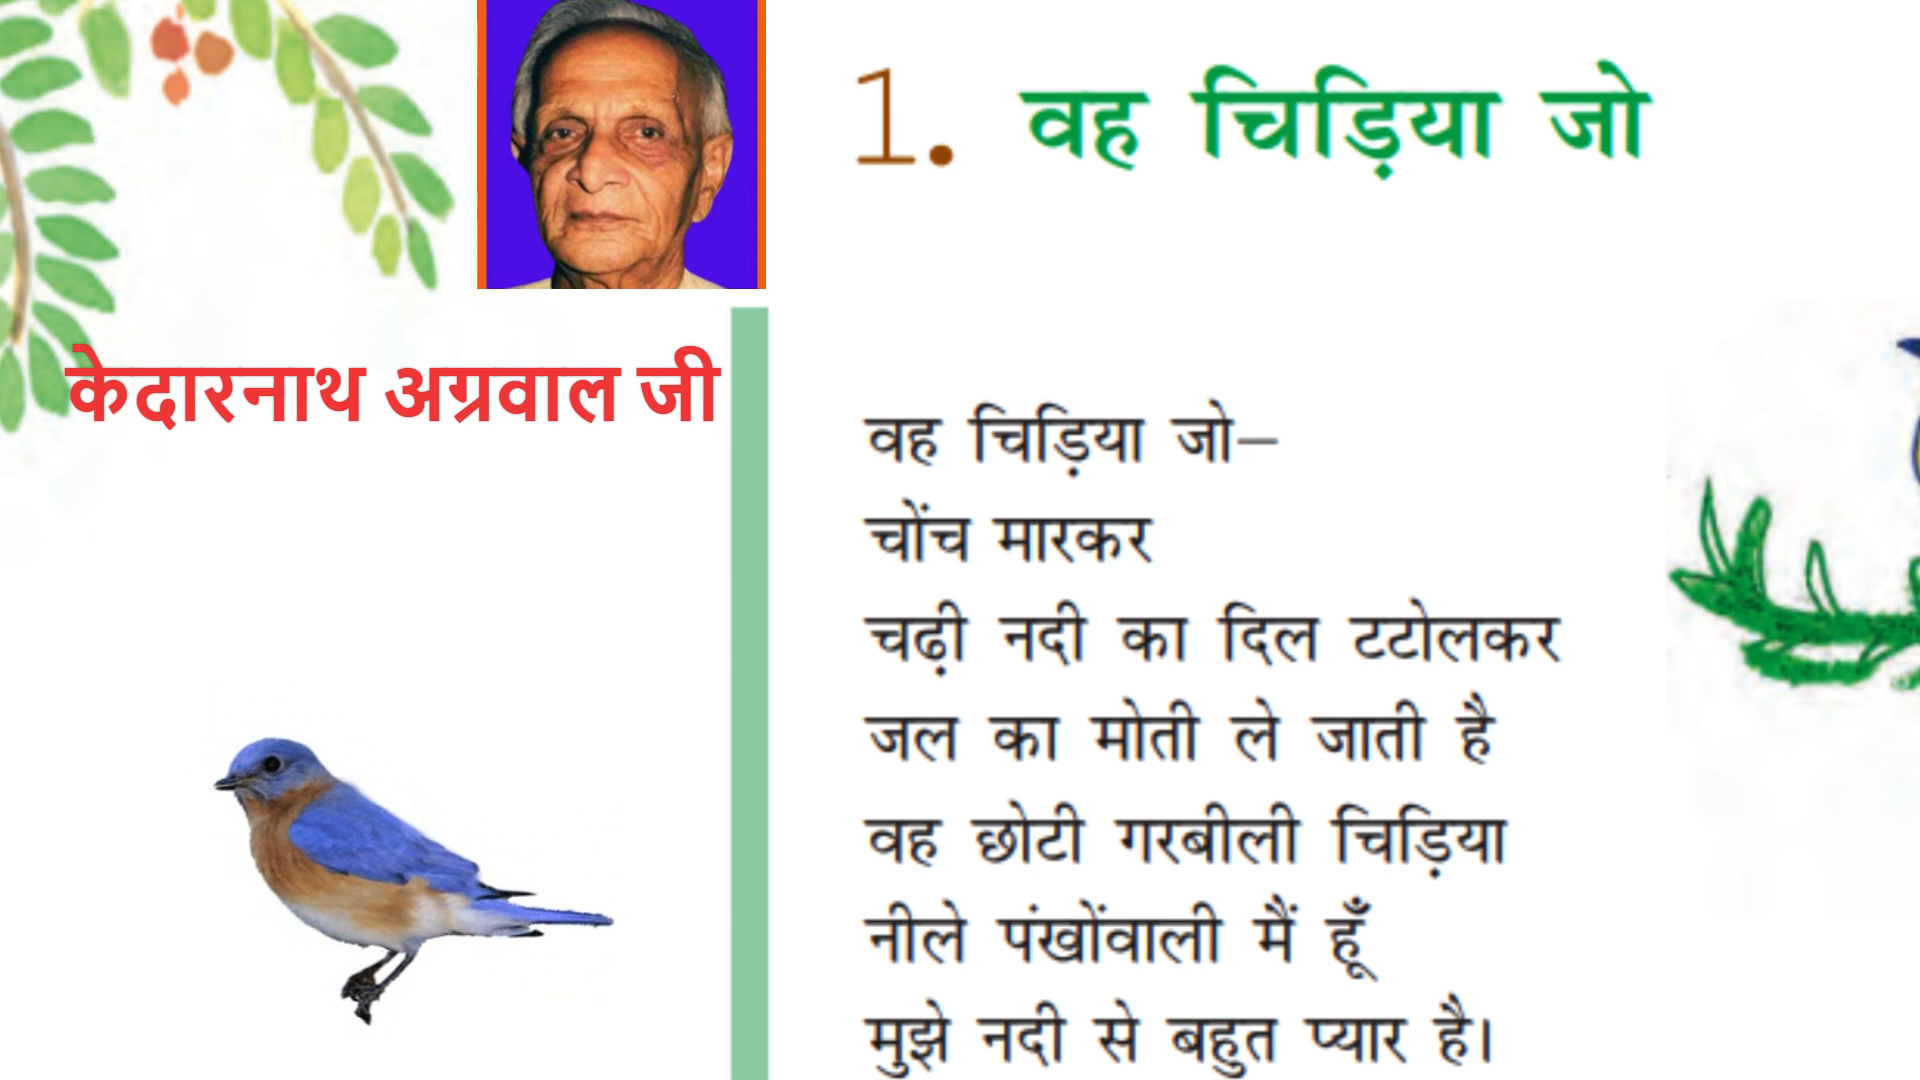 1. वह चिड़िया जो
केदारनाथ अग्रवाल जी
वह चिड़िया जो–
चोंच मारकर
चढ़ी नदी का दिल टटोलकर
जल का मोती ले जाती है
वह छोटी गरबीली चिड़िया
नीले पंखोंवाली मैं हूँ
मुझे नदी से बहुत प्यार है।